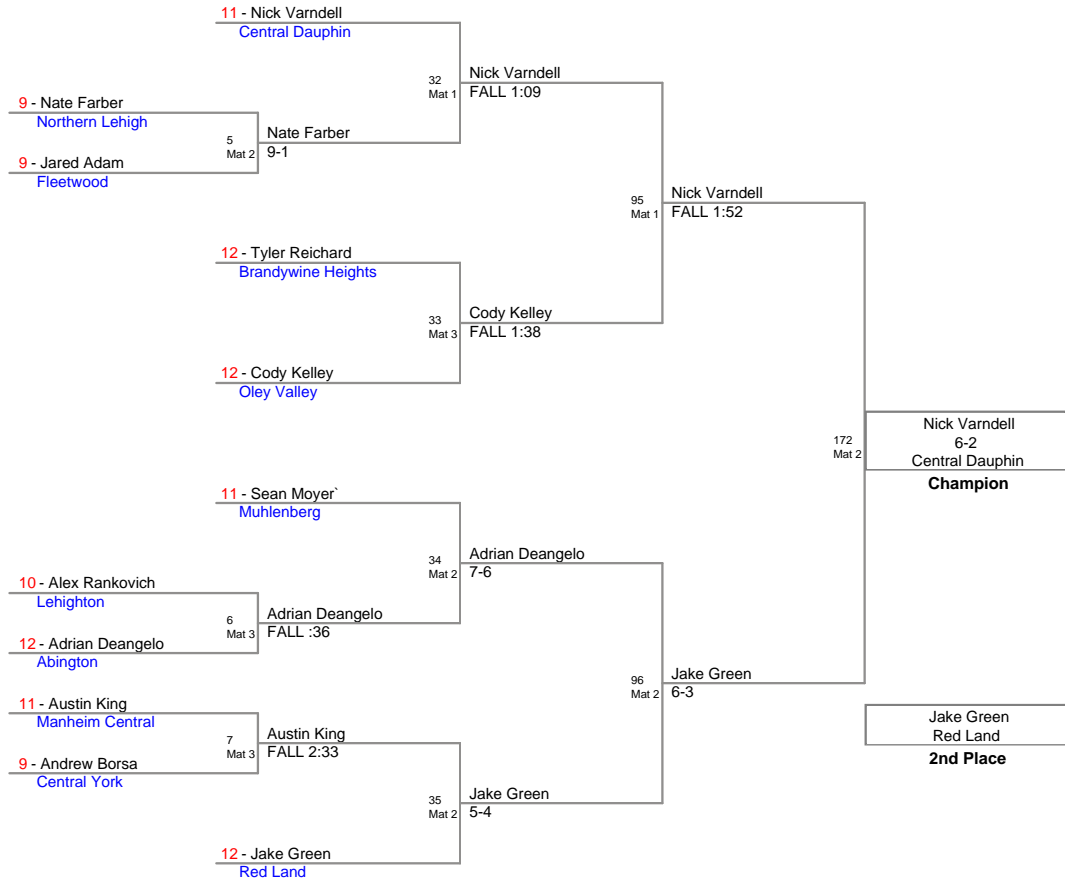 11 - Nick Varndell
Central Dauphin
32
Mat 1
Nick Varndell
FALL 1:09
9 - Nate Farber
Northern Lehigh
5
Mat 2
Nate Farber
9-1
9 - Jared Adam
Fleetwood
95
Mat 1
Nick Varndell
FALL 1:52
12 - Tyler Reichard
Brandywine Heights
33
Mat 3
Cody Kelley
FALL 1:38
12 - Cody Kelley
Oley Valley
172
Mat 2
Nick Varndell
6-2
Central Dauphin
Champion
11 - Sean Moyer`
Muhlenberg
34
Mat 2
Adrian Deangelo
7-6
10 - Alex Rankovich
Lehighton
6
Mat 3
Adrian Deangelo
FALL :36
12 - Adrian Deangelo
Abington
96
Mat 2
Jake Green
6-3
11 - Austin King
Manheim Central
7
Mat 3
Austin King
FALL 2:33
9 - Andrew Borsa
Central York
35
Mat 2
Jake Green
5-4
12 - Jake Green
Red Land
Jake Green
Red Land
2nd Place